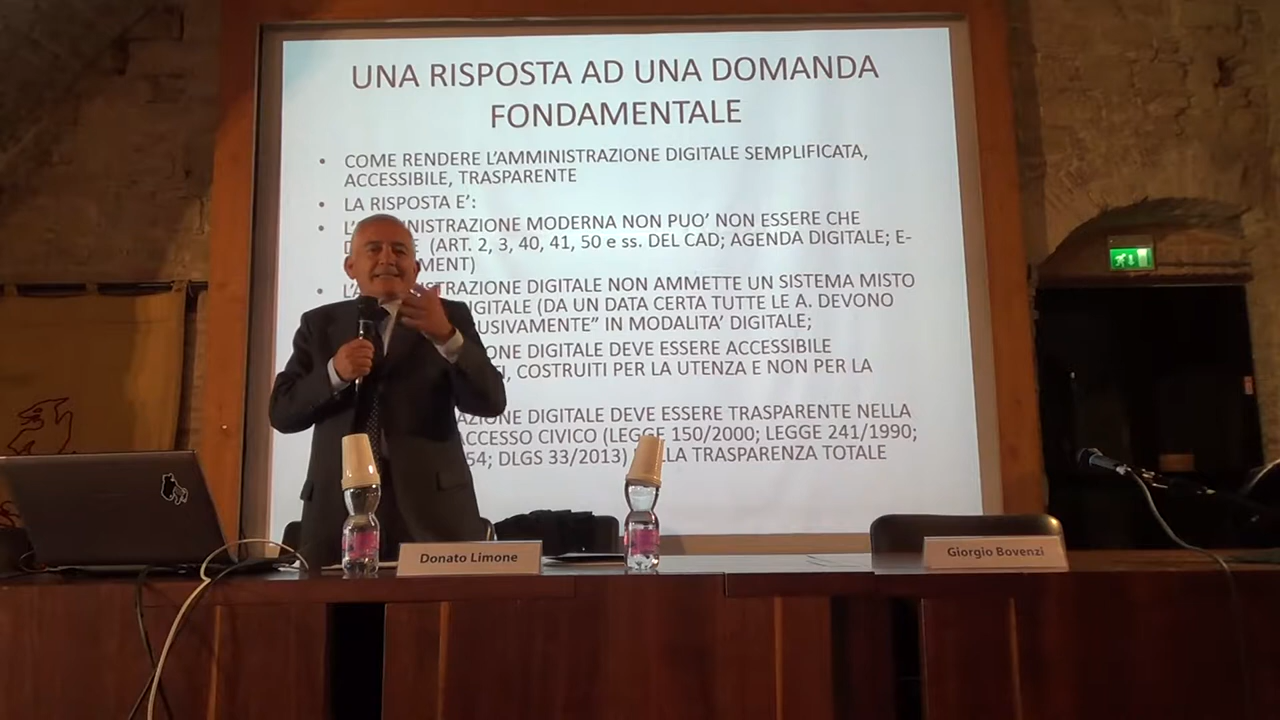 UNA RISPOSTA AD UNA DOMANDA
FONDAMENTALE
• COME RENDERE L'AMMINISTRAZIONE DIGITALE SEMPLIFICATA,
ACCESSIBILE, TRASPARENTE
• LA RISPOSTA E':
• L' MINISTRAZIONE MODERNA NON PUO' NON ESSERE CHE
D E (ART. 2, 3, 40, 41, 50 e ss. DEL CAD; AGENDA DIGITALE; E-
MENT)
• L' STRAZIONE DIGITALE NON AMMETTE UN SISTEMA MISTO
IGITALE (DA UN DATA CERTA TUTTE LE A. DEVONO
USIVAMENTE" IN MODALITA' DIGITALE;
ONE DIGITALE DEVE ESSERE ACCESSIBILE
I, COSTRUITI PER LA UTENZA E NON PER LA
AZIONE DIGITALE DEVE ESSERE TRASPARENTE NELLA
ACCESSO CIVICO (LEGGE 150/2000; LEGGE 241/1990;
54; DLGS 33/2013) LLA TRASPARENZA TOTALE
Donato Limone
Giorgio Bovenzi